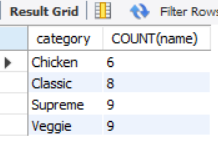 Result Grid Filter Rows
category COUNT(name)
Chicken 6
Classic 8
Supreme 9
Veggie 9